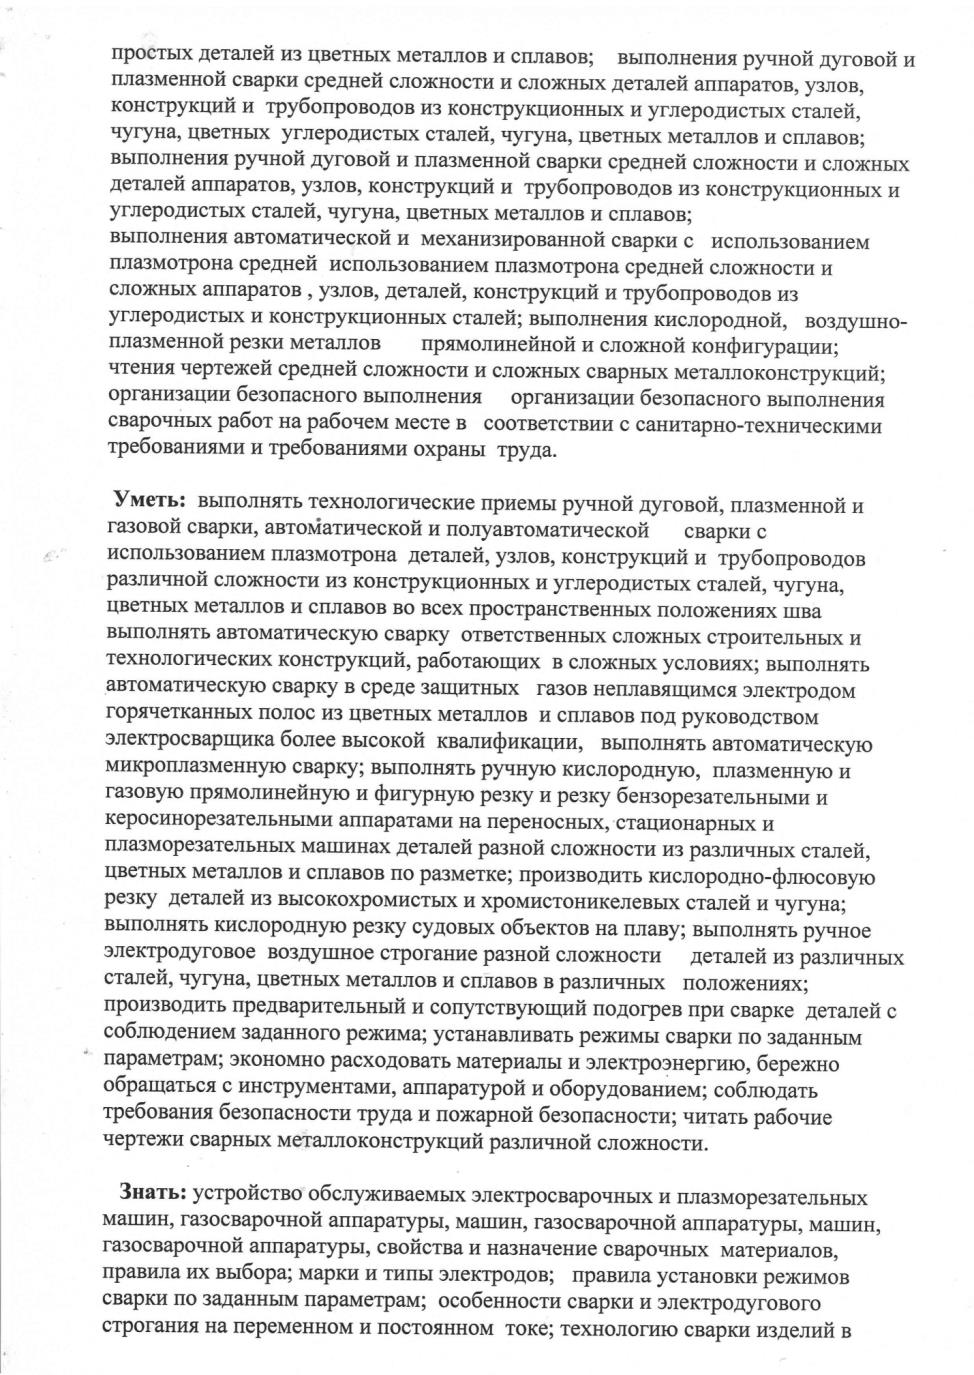 простых деталей из цветных металлов и сплавов; выполнения ручной дуговой и
плазменной сварки средней сложности и сложных деталей аппаратов, узлов,
конструкций и трубопроводов из конструкционных и углеродистых сталей,
чугуна, цветных углеродистых сталей, чугуна, цветных металлов и сплавов;
выполнения ручной дуговой и плазменной сварки средней сложности и сложных
деталей аппаратов, узлов, конструкций и трубопроводов из конструкционных и
углеродистых сталей, чугуна, цветных металлов и сплавов;
выполнения автоматической и механизированной сварки с использованием
плазмотрона средней использованием плазмотрона средней сложности и
сложных аппаратов , узлов, деталей, конструкций и трубопроводов из
углеродистых и конструкционных сталей; выполнения кислородной, воздушно-
плазменной резки металлов прямолинейной и сложной конфигурации;
чтения чертежей средней сложности и сложных сварных металлоконструкций;
организации безопасного выполнения организации безопасного выполнения
сварочных работ на рабочем месте в соответствии с санитарно-техническими
требованиями и требованиями охраны труда.
Уметь: выполнять технологические приемы ручной дуговой, плазменной и
газовой сварки, автоматической и полуавтоматической сварки с
использованием плазмотрона деталей, узлов, конструкций и трубопроводов
различной сложности из конструкционных и углеродистых сталей, чугуна,
цветных металлов и сплавов во всех пространственных положениях шва
выполнять автоматическую сварку ответственных сложных строительных и
технологических конструкций, работающих в сложных условиях; выполнять
автоматическую сварку в среде защитных газов неплавящимся электродом
горячетканных полос из цветных металлов и сплавов под руководством
электросварщика более высокой квалификации, выполнять автоматическую
микроплазменную сварку; выполнять ручную кислородную, плазменную и
газовую прямолинейную и фигурную резку и резку бензорезательными и
керосинорезательными аппаратами на переносных, стационарных и
плазморезательных машинах деталей разной сложности из различных сталей,
цветных металлов и сплавов по разметке; производить кислородно-флюсовую
резку деталей из высокохромистых и хромистоникелевых сталей и чугуна;
выполнять кислородную резку судовых объектов на плаву; выполнять ручное
электродуговое воздушное строгание разной сложности деталей из различных
сталей, чугуна, цветных металлов и сплавов в различных положениях;
производить предварительный и сопутствующий подогрев при сварке деталей с
соблюдением заданного режима; устанавливать режимы сварки по заданным
параметрам; экономно расходовать материалы и электроэнергию, бережно
обращаться с инструментами, аппаратурой и оборудованием; соблюдать
требования безопасности труда и пожарной безопасности; читать рабочие
чертежи сварных металлоконструкций различной сложности.
Знать: устройство обслуживаемых электросварочных и плазморезательных
машин, газосварочной аппаратуры, машин, газосварочной аппаратуры, машин,
газосварочной аппаратуры, свойства и назначение сварочных материалов,
правила их выбора; марки и типы электродов; правила установки режимов
сварки по заданным параметрам; особенности сварки и электродугового
строгания на переменном и постоянном токе; технологию сварки изделий в